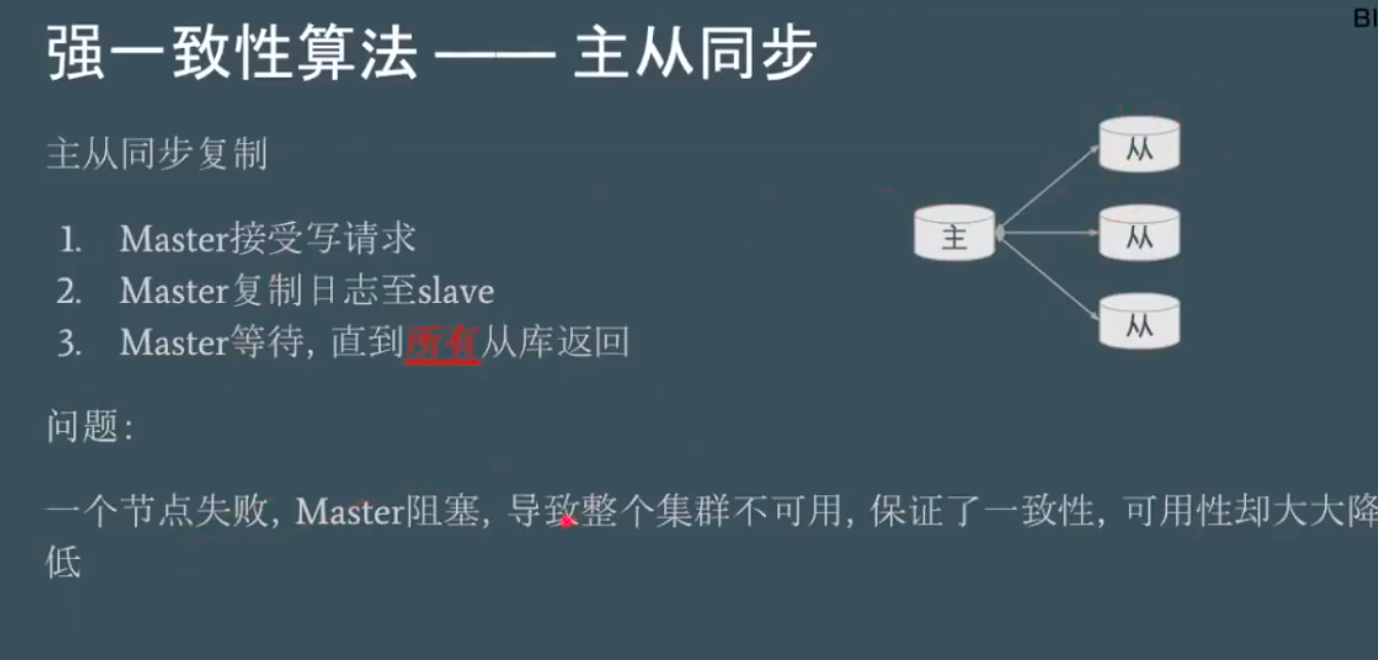 强一致性算法 —— 主从同步
主从同步复制
1. Master接受写请求
2. Master复制日志至slave
3. Master等待, 直到所有从库返回
主
从
从
从
问题:
一个节点失败, Master阻塞, 导致整个集群不可用, 保证了一致性, 可用性却大大降
低